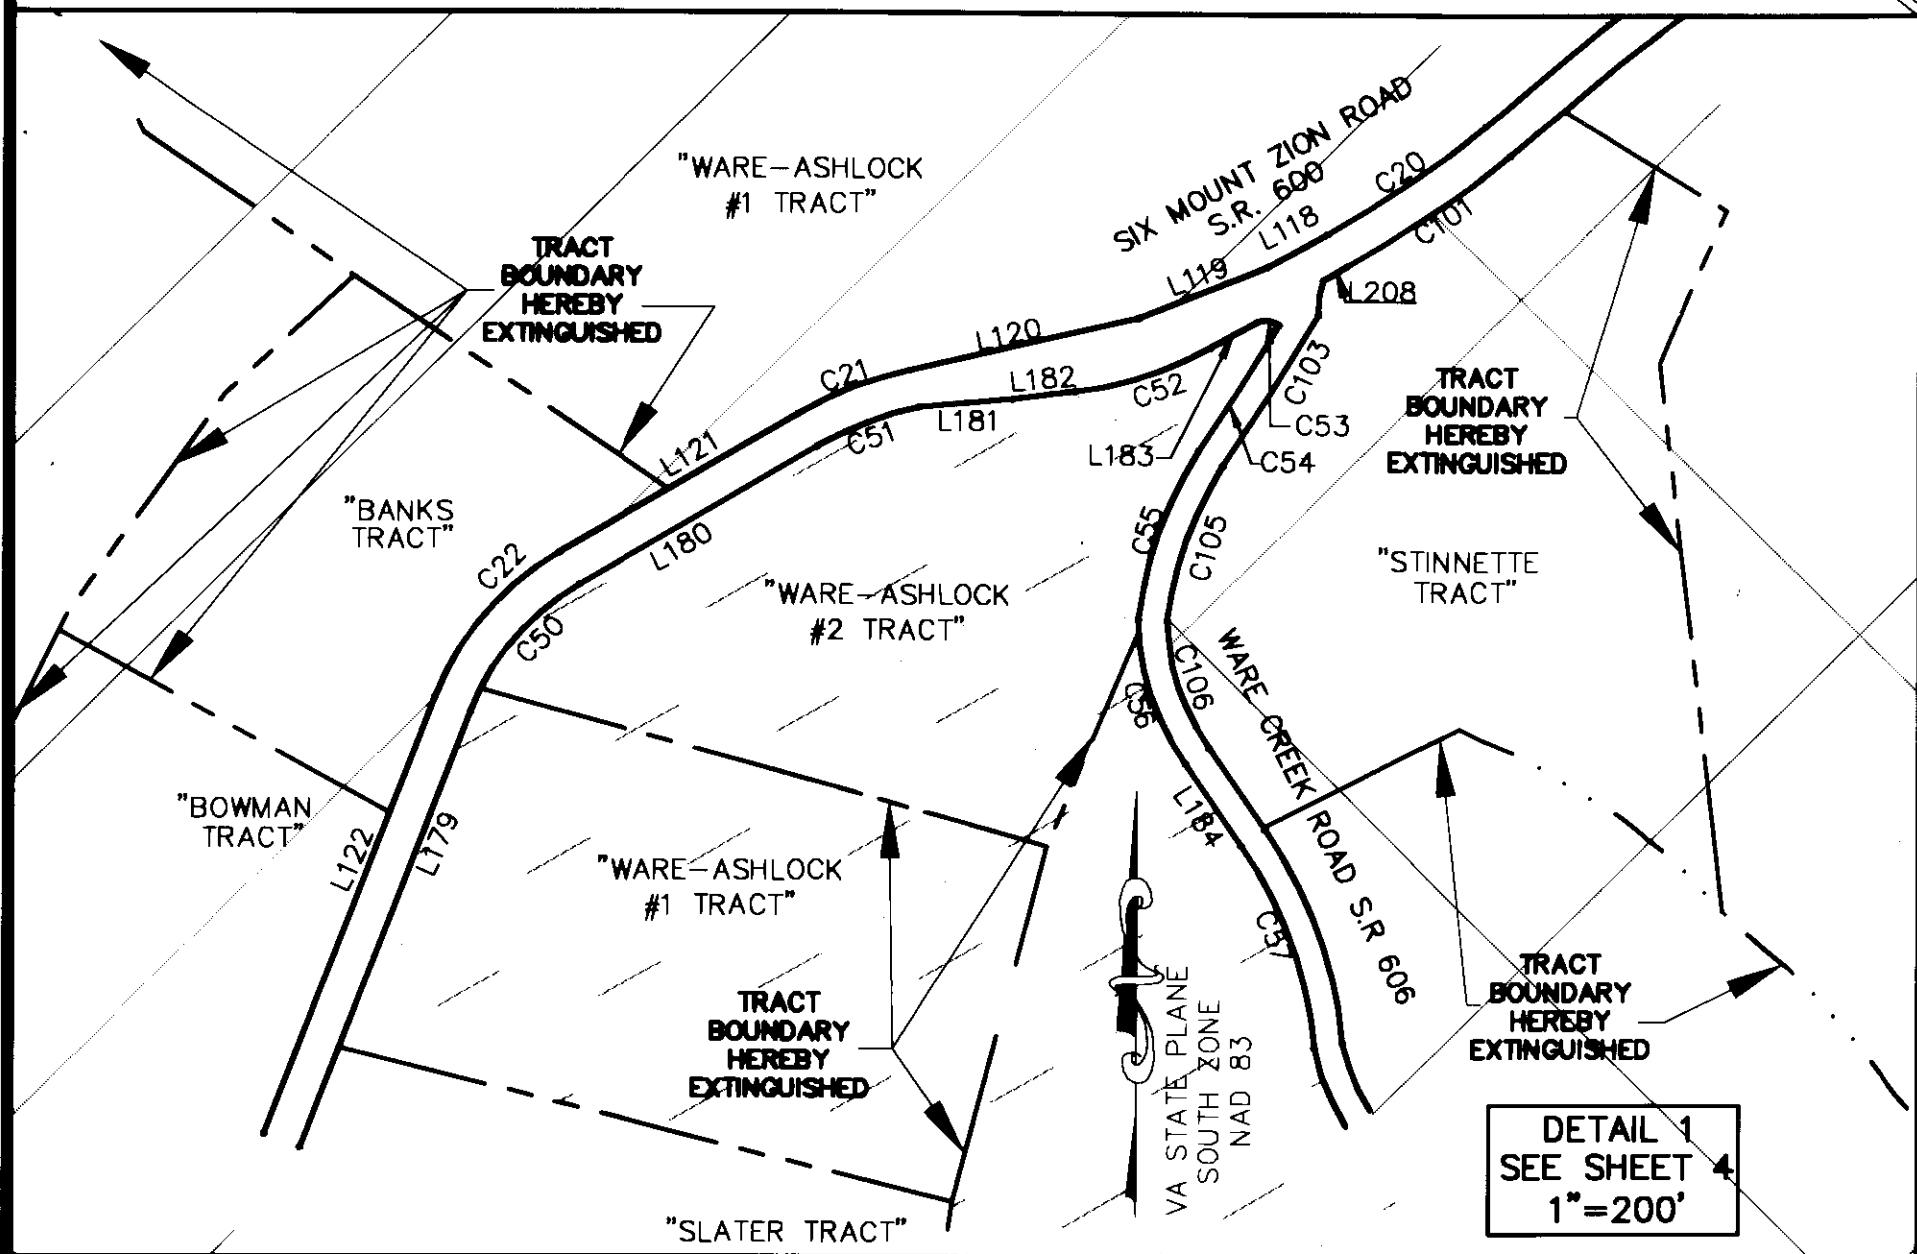 "WARE-ASHLOCK
#1 TRACT"
SIX MOUNT ZION ROAD
S.R. 600
C20
C101
L118
L119
L208
TRACT
BOUNDARY
HEREBY
EXTINGUISHED
L120
C21
L182
C52
C103
L181
C51
C53
L183
C54
L121
TRACT
BOUNDARY
HEREBY
EXTINGUISHED
"BANKS
TRACT"
L180
C22
C50
C55
C105
"STINNETTE
TRACT"
"WARE-ASHLOCK
#2 TRACT"
C106
C56
WARE CREEK ROAD S.R 606
L184
"BOWMAN
TRACT"
L122
L179
"WARE-ASHLOCK
#1 TRACT"
C57
TRACT
BOUNDARY
HEREBY
EXTINGUISHED
TRACT
BOUNDARY
HEREBY
EXTINGUISHED
VA STATE PLANE
SOUTH ZONE
NAD 83
DETAIL 1
SEE SHEET 4
1"=200'
"SLATER TRACT"